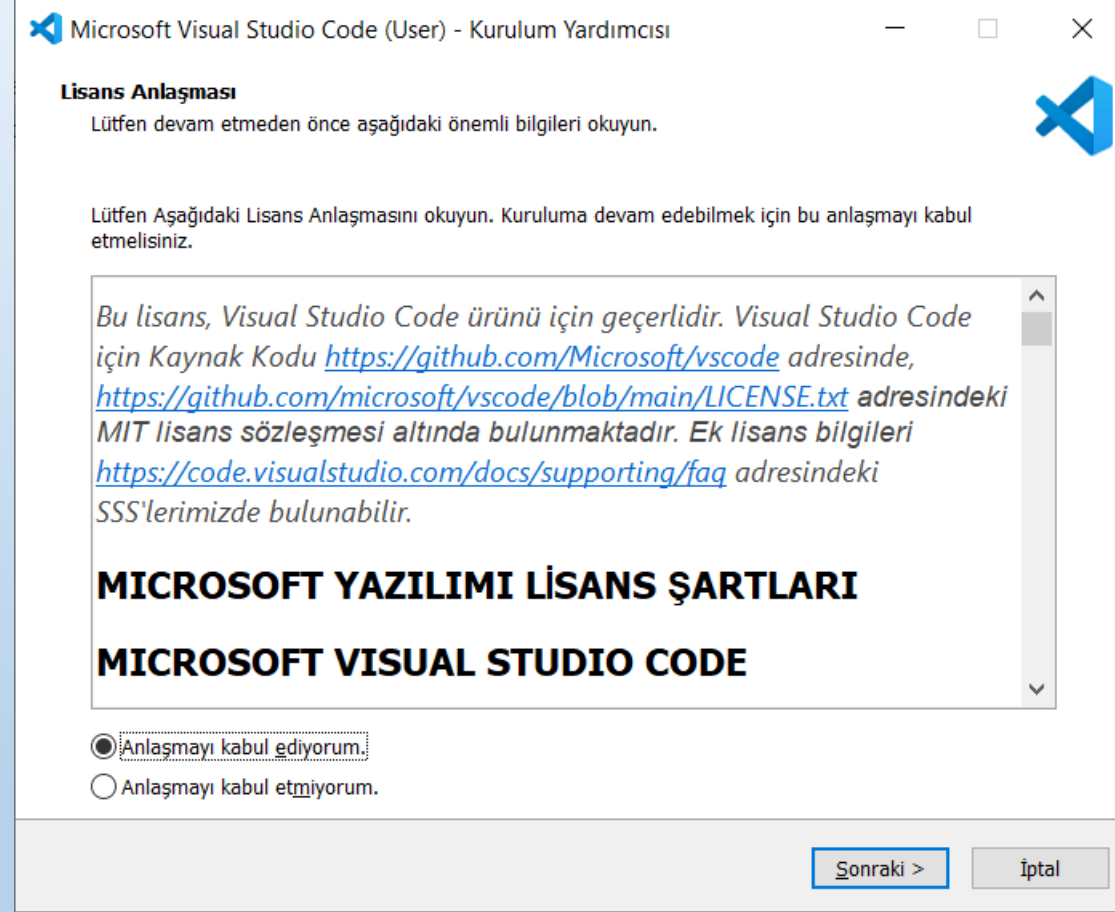 Microsoft Visual Studio Code (User) - Kurulum Yardımcısı
Lisans Anlaşması
Lütfen devam etmeden önce aşağıdaki önemli bilgileri okuyun.
Lütfen Aşağıdaki Lisans Anlaşmasını okuyun. Kuruluma devam edebilmek için bu anlaşmayı kabul
etmelisiniz.
Bu lisans, Visual Studio Code ürünü için geçerlidir. Visual Studio Code
için Kaynak Kodu https://github.com/Microsoft/vscode adresinde,
https://github.com/microsoft/vscode/blob/main/LICENSE.txt adresindeki
MIT lisans sözleşmesi altında bulunmaktadır. Ek lisans bilgileri
https://code.visualstudio.com/docs/supporting/faq adresindeki
SSS'lerimizde bulunabilir.
MICROSOFT YAZILIMI LİSANS ŞARTLARI
MICROSOFT VISUAL STUDIO CODE
Anlaşmayı kabul ediyorum.
Anlaşmayı kabul etmiyorum.
Sonraki > İptal